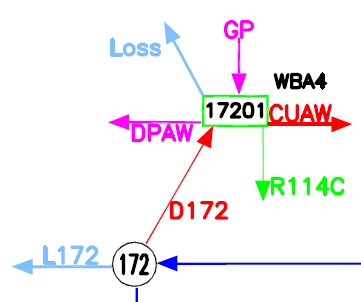 GP
Loss
WBA4
17201
CUAW
DPAW
R114C
D172
L172
172